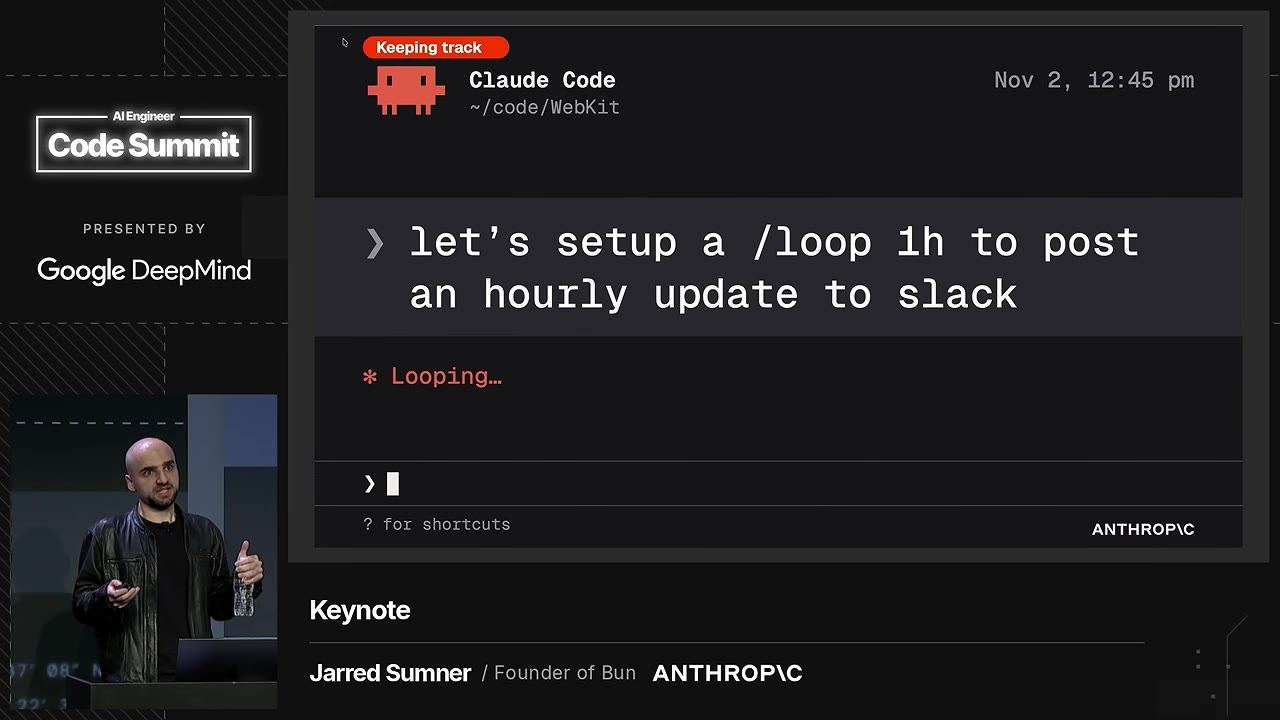 AI Engineer
Code Summit
PRESENTED BY
Google DeepMind
Keeping track
Claude Code
~/code/WebKit
Nov 2, 12:45 pm
❯ let’s setup a /loop 1h to post
an hourly update to slack
✻ Looping…
❯
? for shortcuts
ANTHROP\C
Keynote
Jarred Sumner / Founder of Bun ANTHROP\C